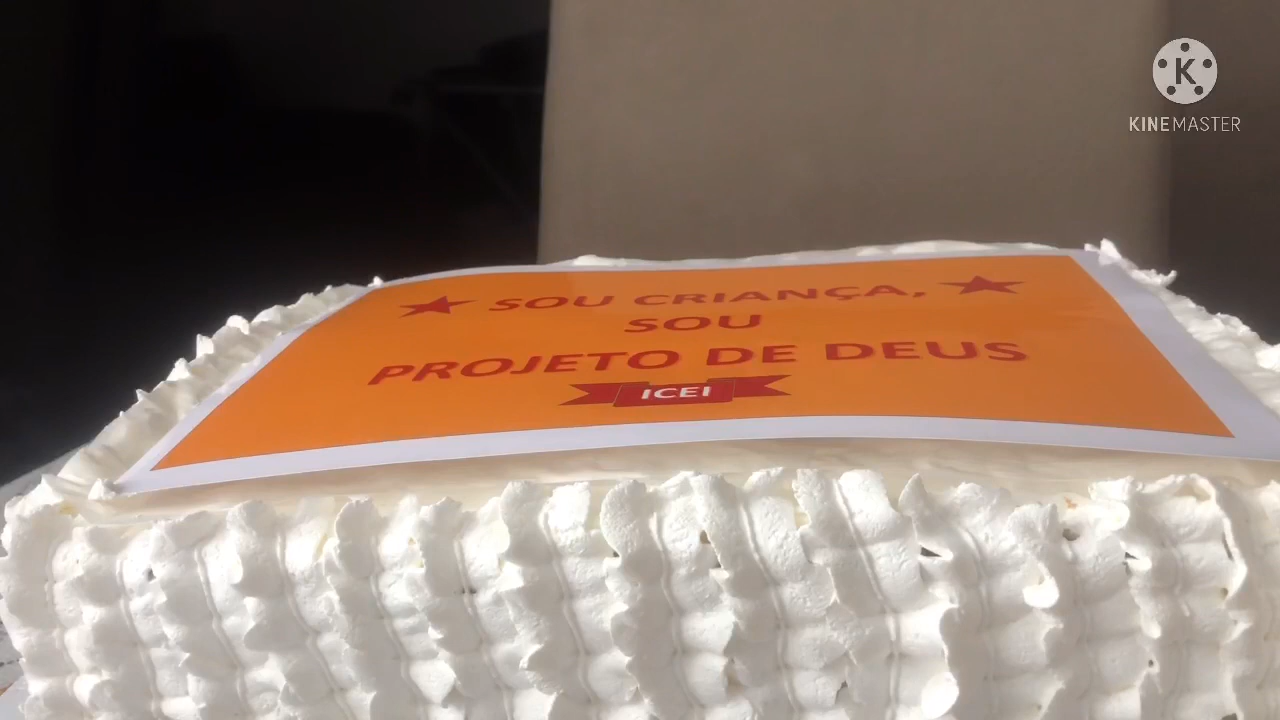 KINEMASTER
SOU CRIANÇA,
SOU
PROJETO DE DEUS
ICEI